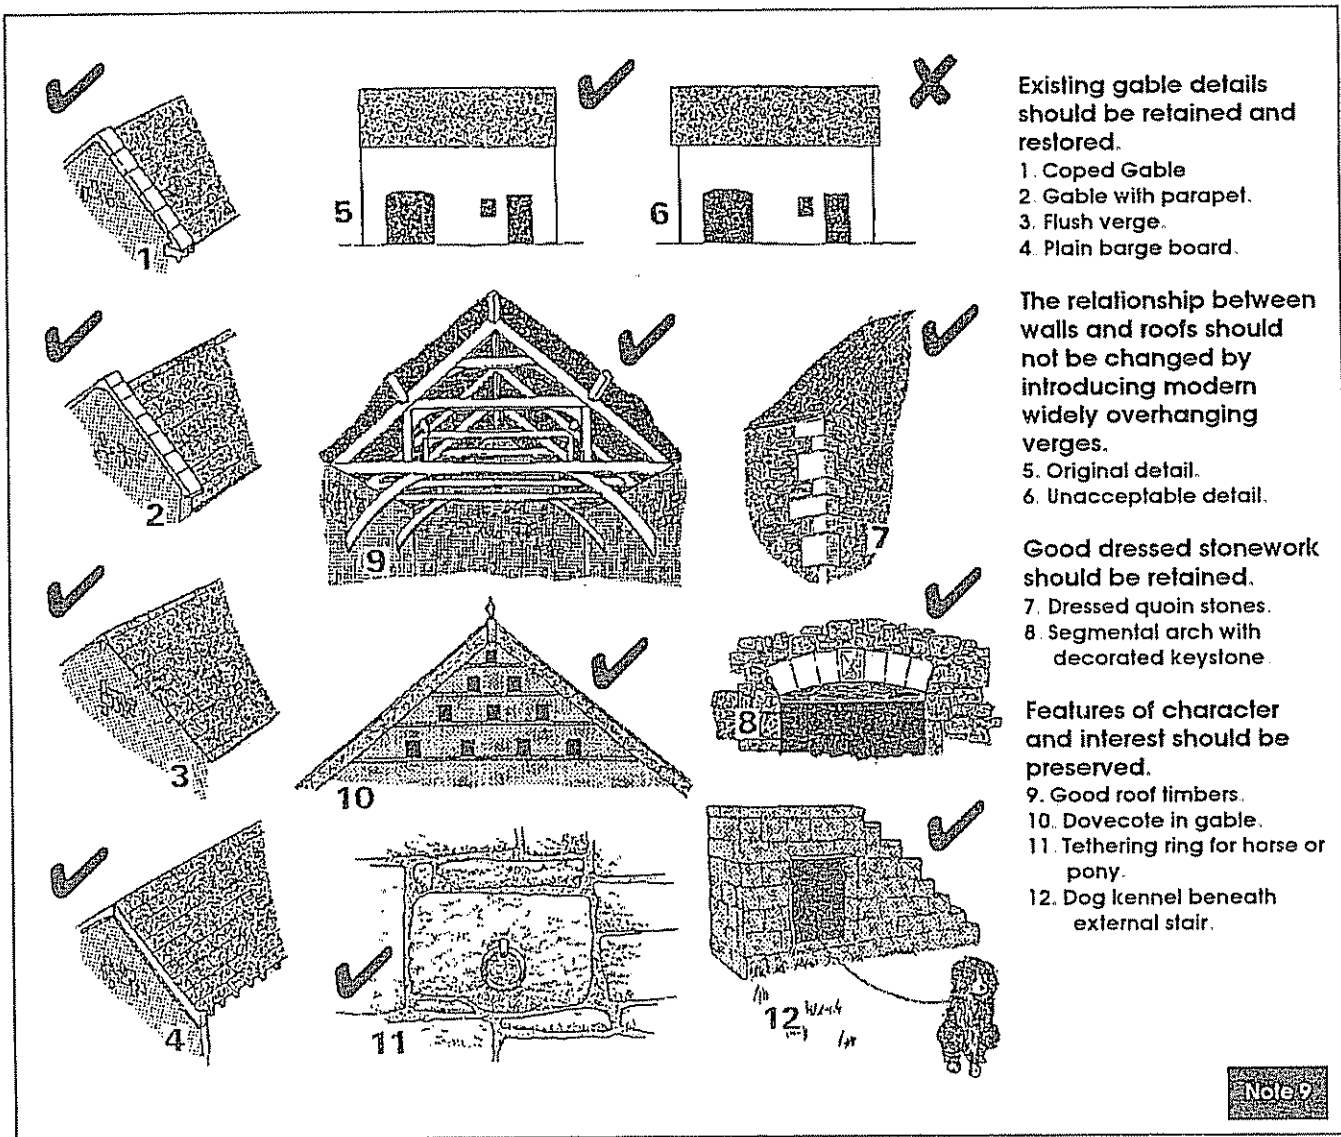 Existing gable details
should be retained and
restored.
1. Coped Gable
2. Gable with parapet.
3. Flush verge.
4. Plain barge board.
The relationship between
walls and roofs should
not be changed by
introducing modern
widely overhanging
verges.
5. Original detail.
6. Unacceptable detail.
Good dressed stonework
should be retained.
7. Dressed quoin stones.
8. Segmental arch with
decorated keystone.
Features of character
and interest should be
preserved.
9. Good roof timbers.
10. Dovecote in gable.
11. Tethering ring for horse or
pony.
12. Dog kennel beneath
external stair.
1
5
6
2
9
7
3
10
8
4
11
12
Note 9